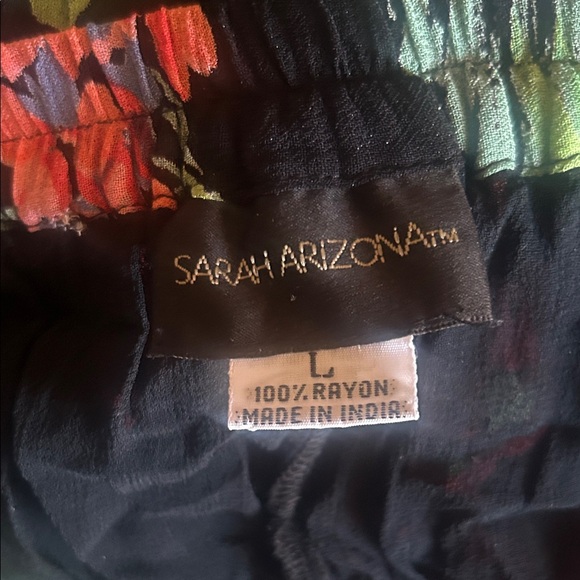 SARAH ARIZONA™
L
100% RAYON
MADE IN INDIA